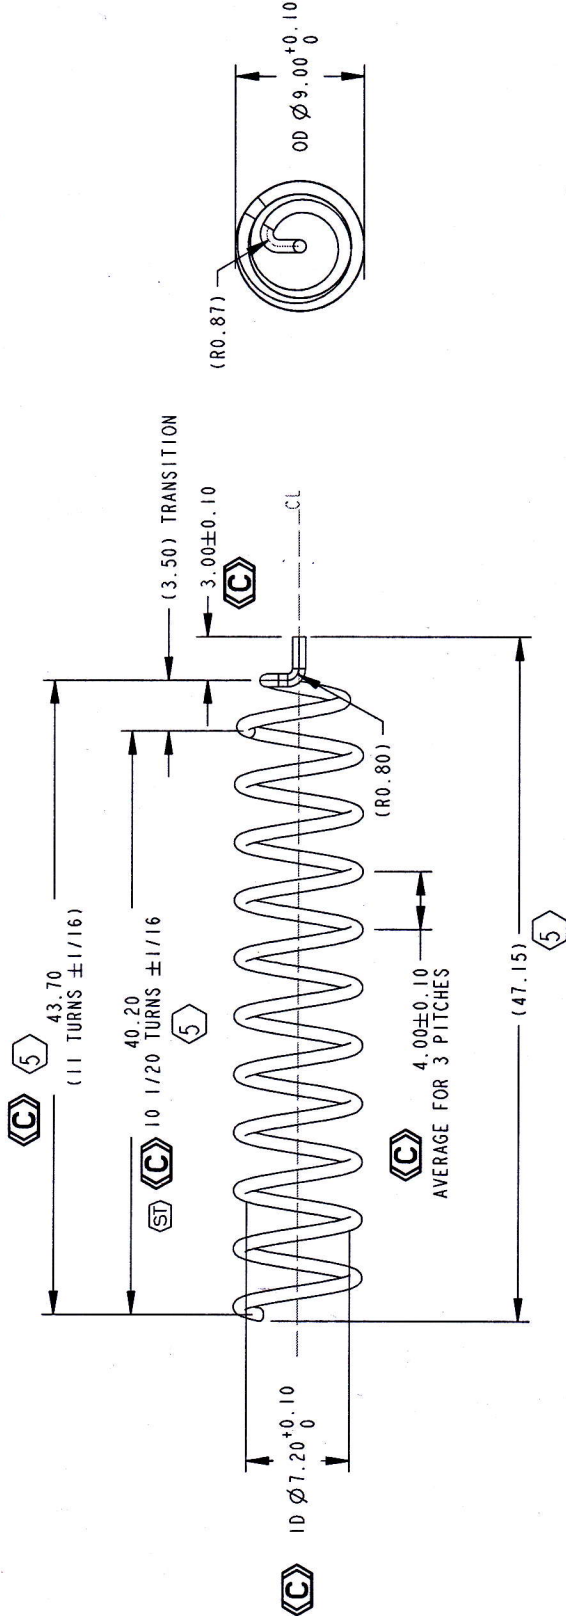 C 5
43.70
(11 TURNS ±1/16)
40.20
ST C 10 1/20 TURNS ±1/16
5
(3.50) TRANSITION
3.00±0.10
C
C ID Ø7.20 +0.10 0
CL
(R0.80)
C
4.00±0.10
AVERAGE FOR 3 PITCHES
(47.15)
5
(R0.87)
OD Ø9.00 +0.10 0